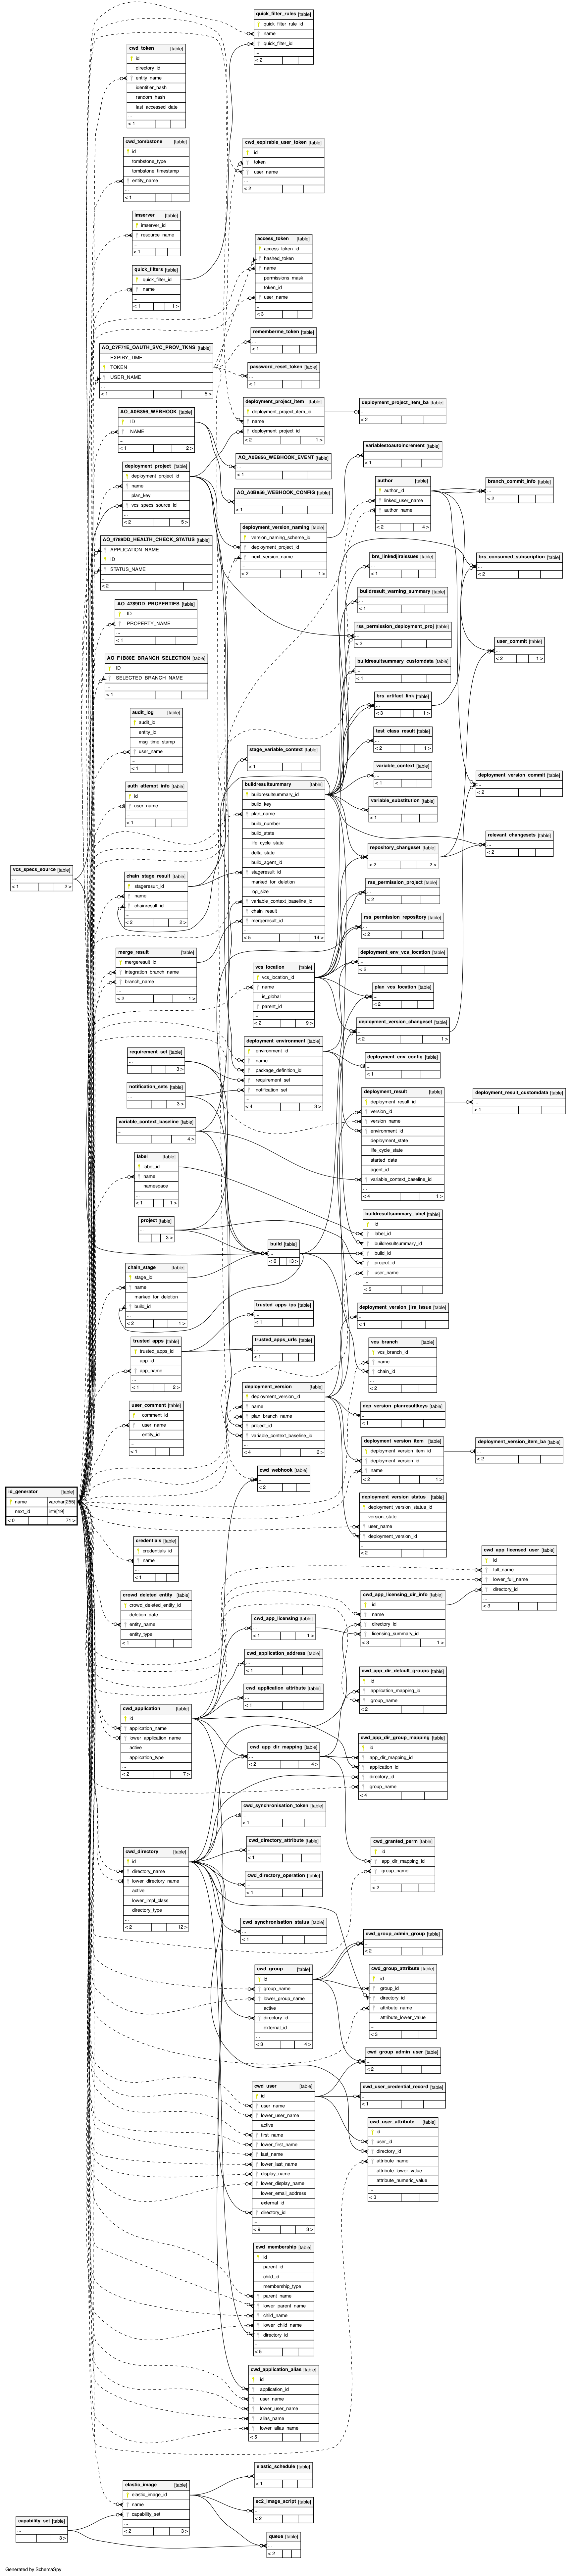 quick_filter_rules [table]
quick_filter_rule_id
name
quick_filter_id
...
< 2
cwd_token [table]
id
directory_id
entity_name
identifier_hash
random_hash
last_accessed_date
...
< 1
cwd_tombstone [table]
id
tombstone_type
tombstone_timestamp
entity_name
...
< 1
cwd_expirable_user_token [table]
id
token
user_name
...
< 2
imserver [table]
imserver_id
resource_name
...
< 1
access_token [table]
access_token_id
hashed_token
name
permissions_mask
token_id
user_name
...
< 3
quick_filters [table]
quick_filter_id
name
...
< 1 1 >
rememberme_token [table]
...
< 1
AO_C7F71E_OAUTH_SVC_PROV_TKNS [table]
EXPIRY_TIME
TOKEN
USER_NAME
...
< 1 5 >
password_reset_token [table]
...
< 1
deployment_project_item [table]
deployment_project_item_id
name
deployment_project_id
< 2 1 >
deployment_project_item_ba [table]
...
< 2
AO_A0B856_WEBHOOK [table]
ID
NAME
...
< 1 2 >
AO_A0B856_WEBHOOK_EVENT [table]
...
< 1
AO_A0B856_WEBHOOK_CONFIG [table]
...
< 1
variablestoautoincrement [table]
...
< 1
deployment_project [table]
deployment_project_id
name
plan_key
vcs_specs_source_id
...
< 2 5 >
author [table]
author_id
linked_user_name
author_name
...
< 2 4 >
branch_commit_info [table]
...
< 2
deployment_version_naming [table]
version_naming_scheme_id
deployment_project_id
next_version_name
...
< 2 1 >
AO_4789DD_HEALTH_CHECK_STATUS [table]
APPLICATION_NAME
ID
STATUS_NAME
...
< 2
brs_linkedjiraissues [table]
...
< 1
brs_consumed_subscription [table]
...
< 2
AO_4789DD_PROPERTIES [table]
ID
PROPERTY_NAME
...
< 1
buildresult_warning_summary [table]
...
< 1
rss_permission_deployment_proj [table]
...
< 2
user_commit [table]
...
< 2 1 >
AO_F1B80E_BRANCH_SELECTION [table]
ID
SELECTED_BRANCH_NAME
...
< 1
buildresultsummary_customdata [table]
...
< 1
brs_artifact_link [table]
...
< 3 1 >
audit_log [table]
audit_id
entity_id
msg_time_stamp
user_name
...
< 1
test_class_result [table]
...
< 2 1 >
stage_variable_context [table]
...
< 1
variable_context [table]
...
< 1
deployment_version_commit [table]
...
< 2
auth_attempt_info [table]
id
user_name
...
< 1
buildresultsummary [table]
buildresultsummary_id
build_key
plan_name
build_number
build_state
life_cycle_state
delta_state
build_agent_id
stageresult_id
marked_for_deletion
log_size
variable_context_baseline_id
chain_result
mergeresult_id
...
< 5 14 >
variable_substitution [table]
...
< 1
relevant_changesets [table]
...
< 2
repository_changeset [table]
...
< 2 2 >
vcs_specs_source [table]
...
< 1 2 >
chain_stage_result [table]
stageresult_id
name
chainresult_id
...
< 2 2 >
rss_permission_project [table]
...
< 2
rss_permission_repository [table]
...
< 2
merge_result [table]
mergeresult_id
integration_branch_name
branch_name
...
< 2 1 >
deployment_env_vcs_location [table]
...
< 2
vcs_location [table]
vcs_location_id
name
is_global
parent_id
...
< 2 9 >
plan_vcs_location [table]
...
< 2
deployment_version_changeset [table]
...
< 2 1 >
requirement_set [table]
...
3 >
deployment_environment [table]
environment_id
name
package_definition_id
requirement_set
notification_set
...
< 4 3 >
deployment_env_config [table]
...
< 1
notification_sets [table]
...
3 >
deployment_result [table]
deployment_result_id
version_id
version_name
environment_id
deployment_state
life_cycle_state
started_date
agent_id
variable_context_baseline_id
...
< 4 1 >
deployment_result_customdata [table]
...
< 1
variable_context_baseline [table]
...
4 >
label [table]
label_id
name
namespace
...
< 1 1 >
project [table]
...
3 >
buildresultsummary_label [table]
id
label_id
buildresultsummary_id
build_id
project_id
user_name
...
< 5
build [table]
...
< 6 13 >
chain_stage [table]
stage_id
name
marked_for_deletion
build_id
...
< 2 1 >
trusted_apps_ips [table]
...
< 1
deployment_version_jira_issue [table]
...
< 1
trusted_apps [table]
trusted_apps_id
app_id
app_name
...
< 1 2 >
trusted_apps_urls [table]
...
< 1
vcs_branch [table]
vcs_branch_id
name
chain_id
...
< 2
deployment_version [table]
deployment_version_id
name
plan_branch_name
project_id
variable_context_baseline_id
...
< 4 6 >
dep_version_planresultkeys [table]
...
< 1
user_comment [table]
comment_id
user_name
entity_id
...
< 1
deployment_version_item [table]
deployment_version_item_id
deployment_version_id
name
...
< 2 1 >
deployment_version_item_ba [table]
...
< 2
cwd_webhook [table]
...
< 2
id_generator [table]
name varchar[255]
next_id int8[19]
< 0 71 >
deployment_version_status [table]
deployment_version_status_id
version_state
user_name
deployment_version_id
...
< 2
credentials [table]
credentials_id
name
...
< 1
cwd_app_licensed_user [table]
id
full_name
lower_full_name
directory_id
...
< 3
crowd_deleted_entity [table]
crowd_deleted_entity_id
deletion_date
entity_name
entity_type
< 1
cwd_app_licensing_dir_info [table]
id
name
directory_id
licensing_summary_id
< 3 1 >
cwd_app_licensing [table]
...
< 1 1 >
cwd_application_address [table]
...
< 1
cwd_app_dir_default_groups [table]
id
application_mapping_id
group_name
< 2
cwd_application_attribute [table]
...
< 1
cwd_application [table]
id
application_name
lower_application_name
active
application_type
...
< 2 7 >
cwd_app_dir_group_mapping [table]
id
app_dir_mapping_id
application_id
directory_id
group_name
< 4
cwd_app_dir_mapping [table]
...
< 2 4 >
cwd_synchronisation_token [table]
...
< 1
cwd_directory_attribute [table]
...
< 1
cwd_granted_perm [table]
id
app_dir_mapping_id
group_name
...
< 2
cwd_directory [table]
id
directory_name
lower_directory_name
active
lower_impl_class
directory_type
...
< 2 12 >
cwd_directory_operation [table]
...
< 1
cwd_synchronisation_status [table]
...
< 1
cwd_group_admin_group [table]
...
< 2
cwd_group [table]
id
group_name
lower_group_name
active
directory_id
external_id
...
< 3 4 >
cwd_group_attribute [table]
id
group_id
directory_id
attribute_name
attribute_lower_value
...
< 3
cwd_group_admin_user [table]
...
< 2
cwd_user [table]
id
user_name
lower_user_name
active
first_name
lower_first_name
last_name
lower_last_name
display_name
lower_display_name
lower_email_address
external_id
directory_id
...
< 9 3 >
cwd_user_credential_record [table]
...
< 1
cwd_user_attribute [table]
id
user_id
directory_id
attribute_name
attribute_lower_value
attribute_numeric_value
...
< 3
cwd_membership [table]
id
parent_id
child_id
membership_type
parent_name
lower_parent_name
child_name
lower_child_name
directory_id
...
< 5
cwd_application_alias [table]
id
application_id
user_name
lower_user_name
alias_name
lower_alias_name
< 5
elastic_schedule [table]
...
< 1
elastic_image [table]
elastic_image_id
name
capability_set
...
< 2 3 >
ec2_image_script [table]
...
< 2
capability_set [table]
...
3 >
queue [table]
...
< 2
Generated by SchemaSpy